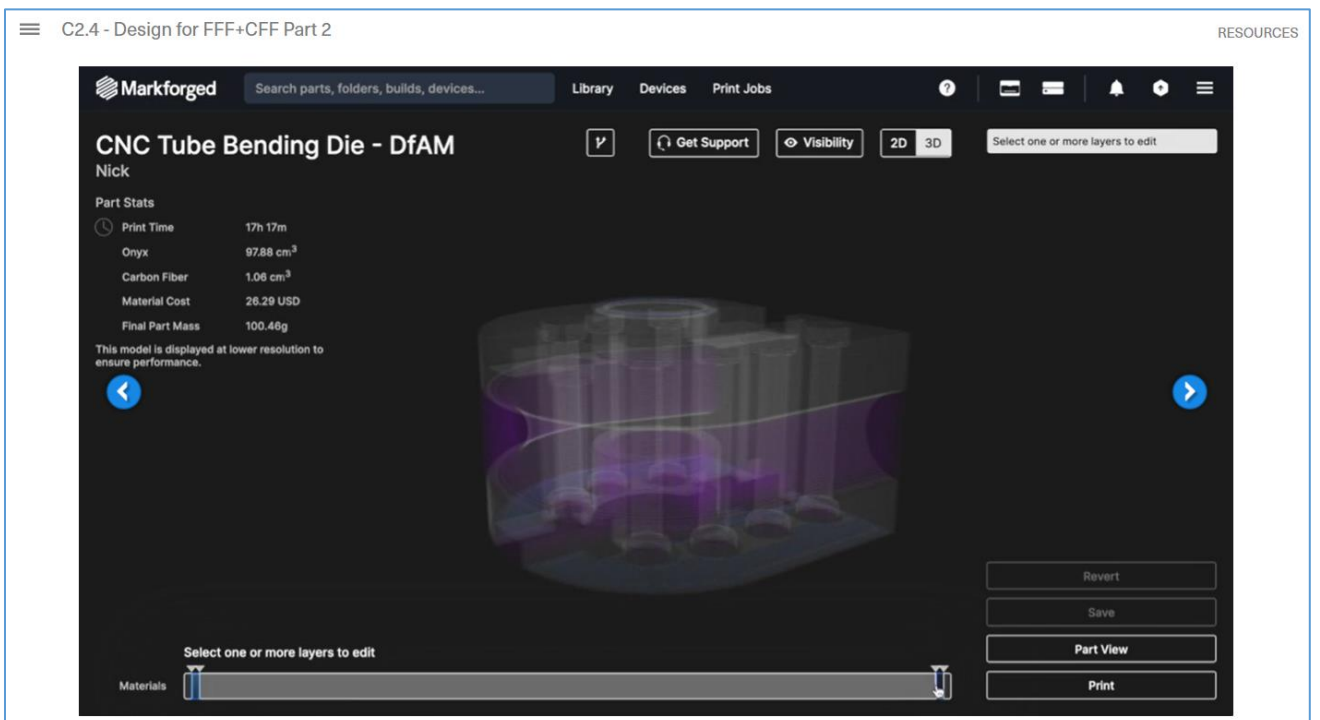 C2.4 - Design for FFF+CFF Part 2
RESOURCES
Markforged
Search parts, folders, builds, devices...
Library
Devices
Print Jobs
?
CNC Tube Bending Die - DfAM
Nick
Get Support
Visibility
2D
3D
Select one or more layers to edit
Part Stats
Print Time 17h 17m
Onyx 97.88 cm³
Carbon Fiber 1.06 cm³
Material Cost 26.29 USD
Final Part Mass 100.46g
This model is displayed at lower resolution to
ensure performance.
Revert
Save
Select one or more layers to edit
Part View
Materials
Print